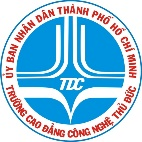 ỦY BAN NHÂN DÂN THÀNH PHỐ HỒ CHÍ MINH
TDC
TRƯỜNG CAO ĐẲNG CÔNG NGHỆ THỦ ĐỨC